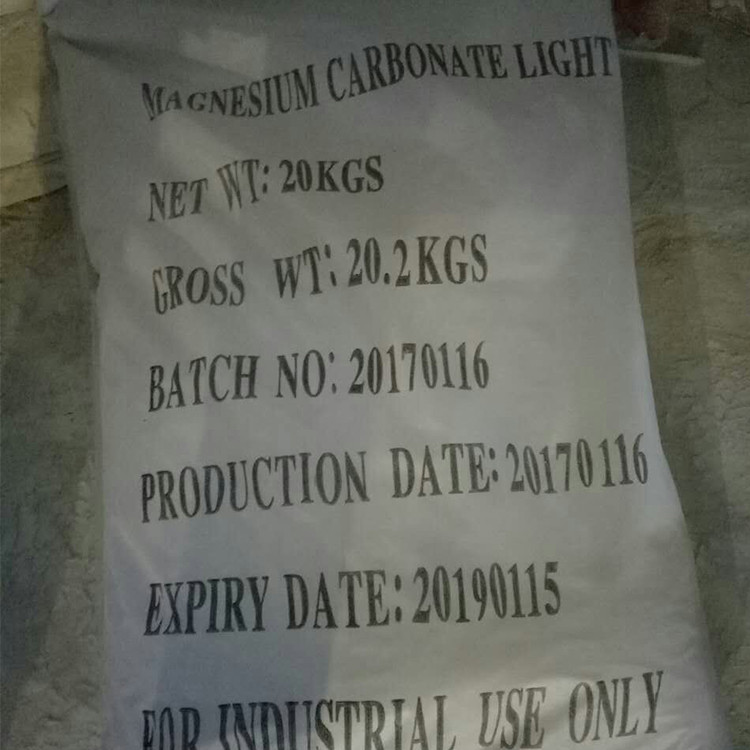 MAGNESIUM CARBONATE LIGHT
NET WT: 20KGS
GROSS WT: 20.2KGS
BATCH NO: 20170116
PRODUCTION DATE: 20170116
EXPIRY DATE: 20190115
FOR INDUSTRIAL USE ONLY